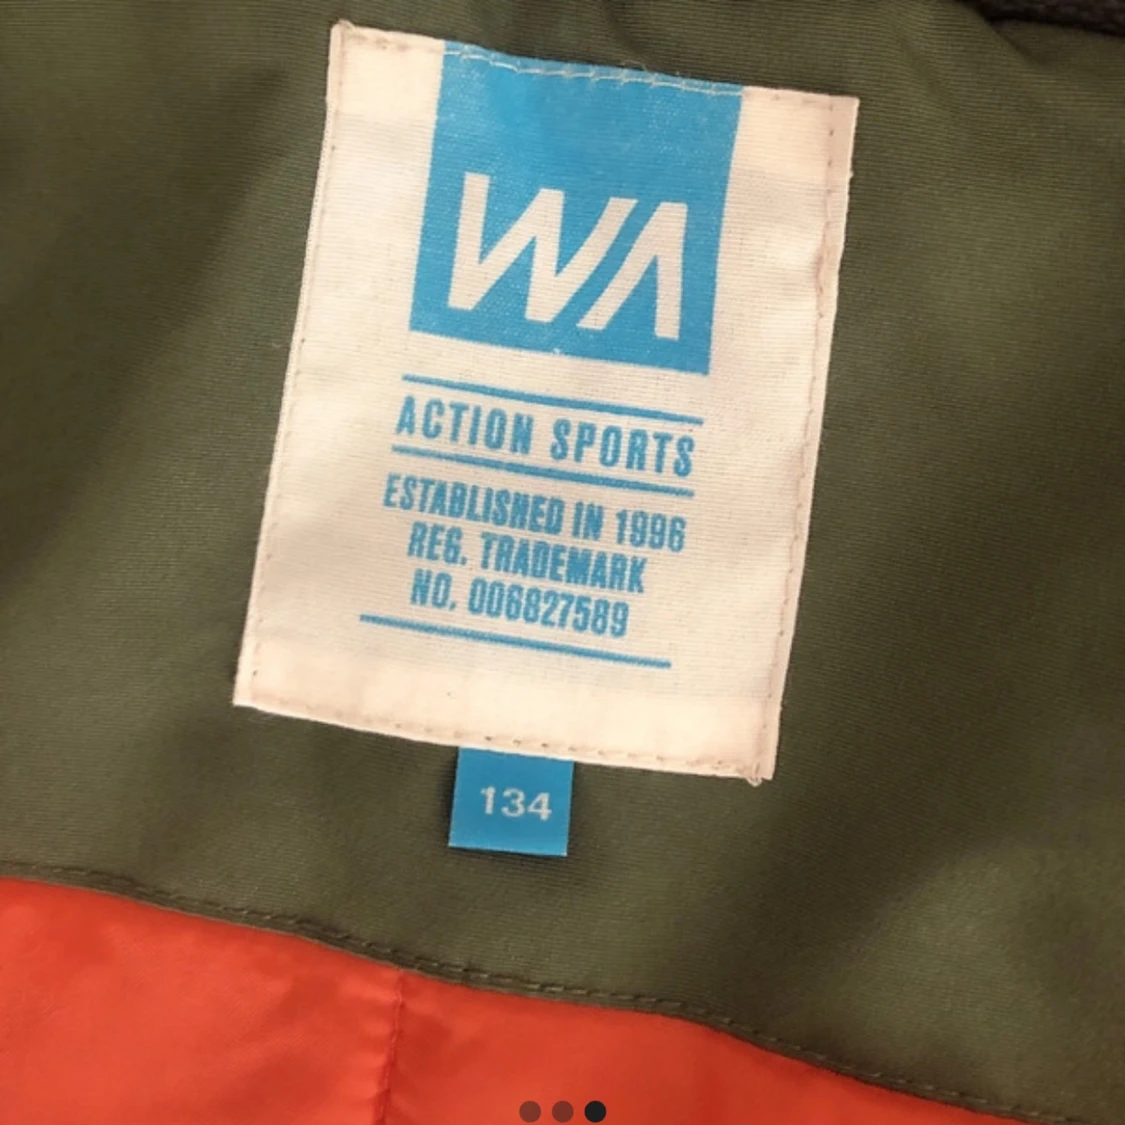 WA
ACTION SPORTS
ESTABLISHED IN 1996
REG. TRADEMARK
NO. 006827589
134